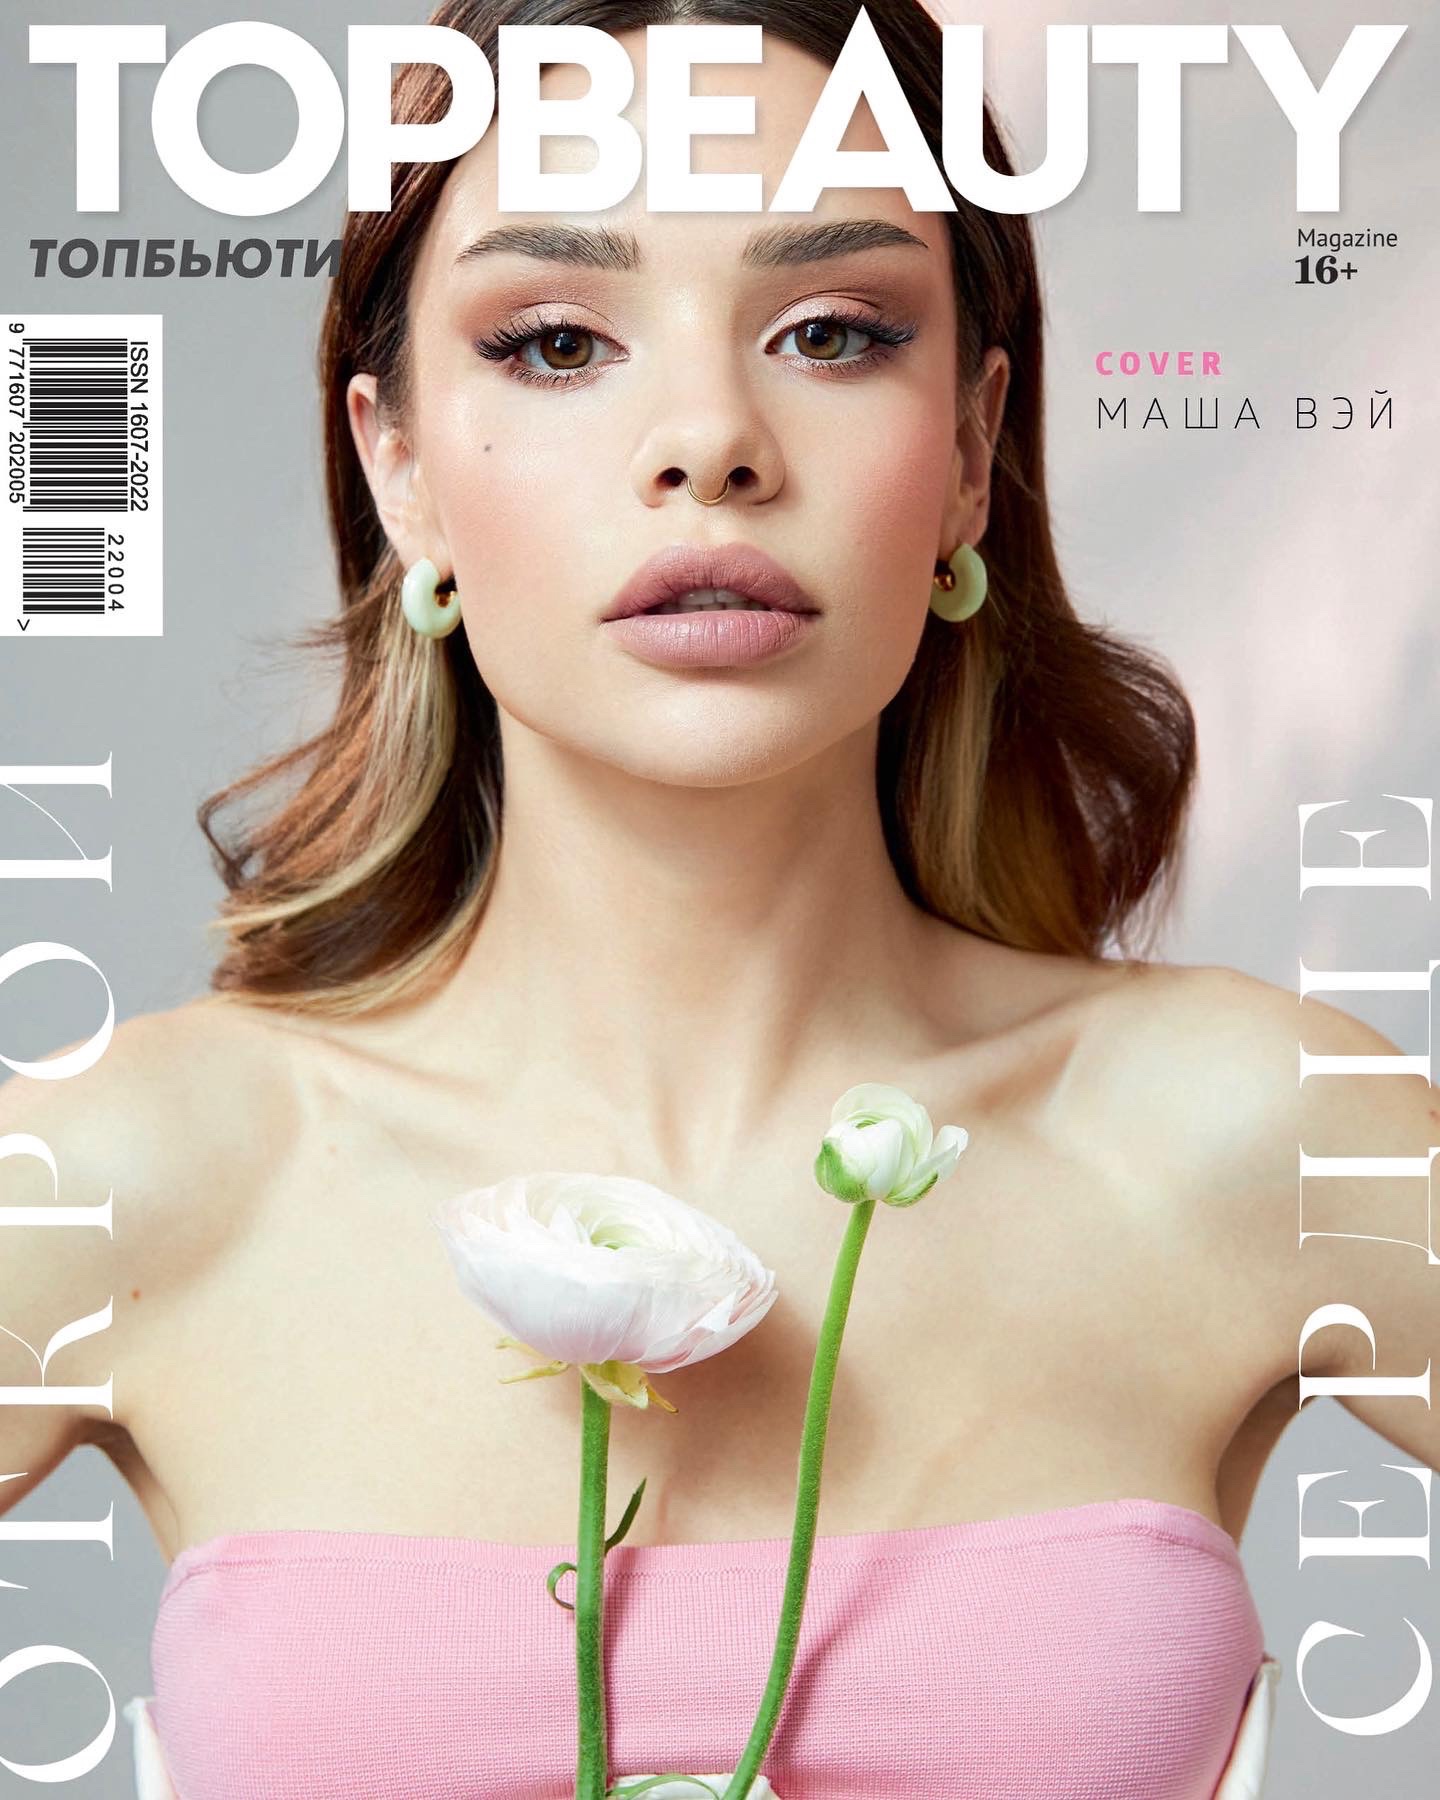 TOPBEAUTY
ТОПБЬЮТИ
Magazine
16+
COVER
МАША ВЭЙ
ISSN 1607-2022
9 771607 202005
22004
>
ОТКРОЙ
СЕРДЦЕ